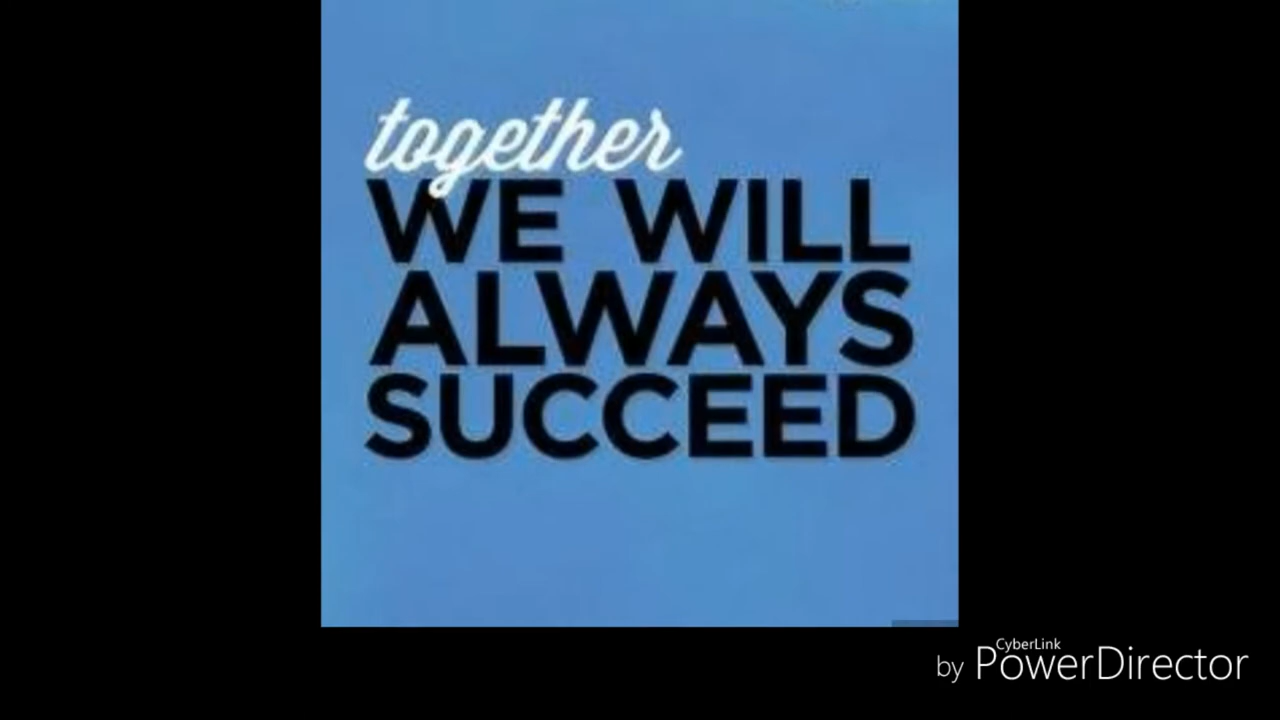 together
WE WILL
ALWAYS
SUCCEED
CyberLink
by PowerDirector